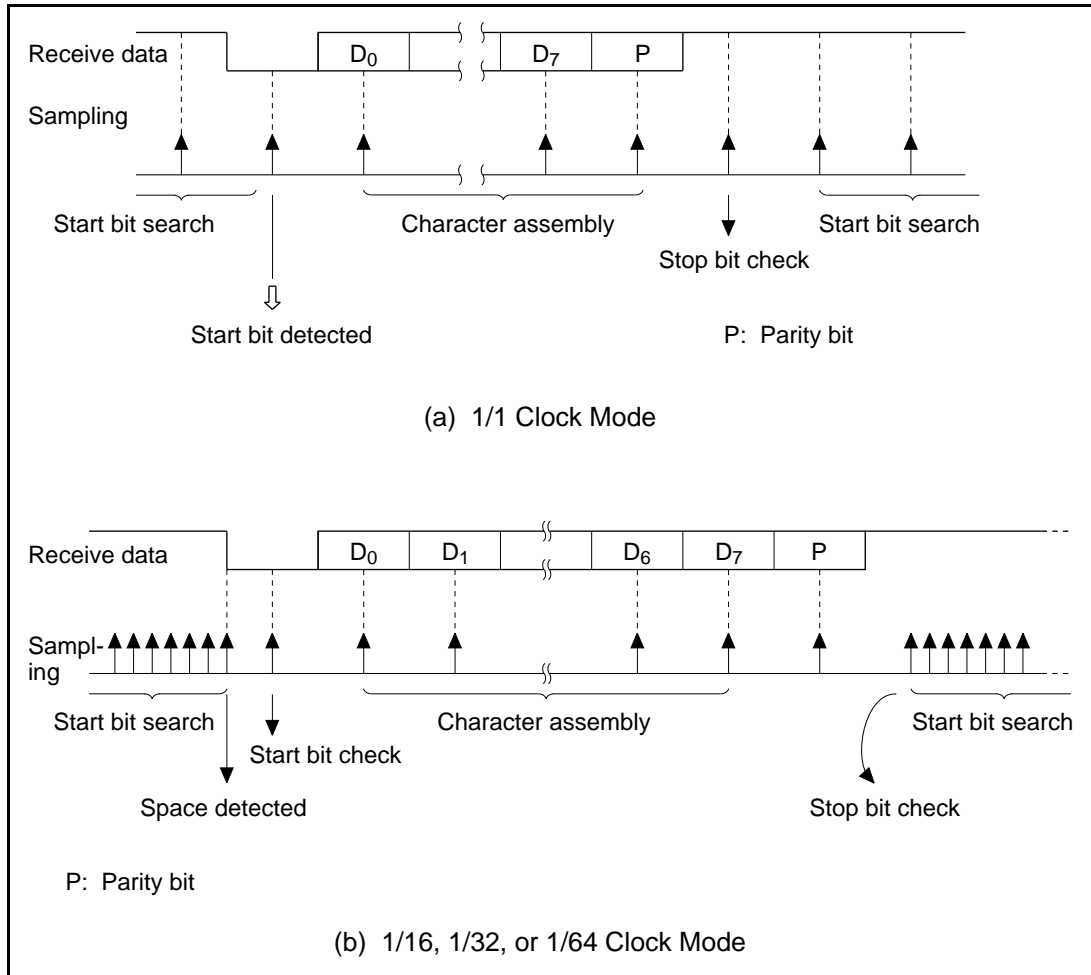 Receive data
D0 D7 P
Sampling
Start bit search Character assembly Start bit search
Stop bit check
Start bit detected
P: Parity bit
(a) 1/1 Clock Mode
Receive data
D0 D1 D6 D7 P
Sampl-
ing
Start bit search Character assembly Start bit search
Start bit check
Space detected
Stop bit check
P: Parity bit
(b) 1/16, 1/32, or 1/64 Clock Mode